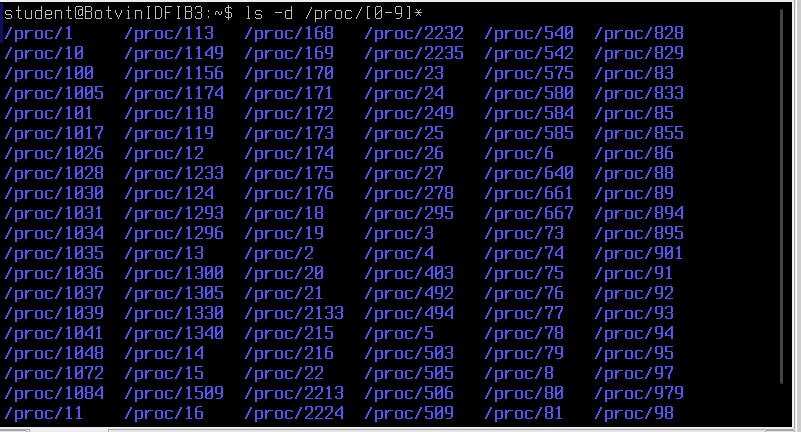 student@BotvinIDFIB3:~$ ls -d /proc/[0-9]*
/proc/1 /proc/113 /proc/168 /proc/2232 /proc/540 /proc/828
/proc/10 /proc/1149 /proc/169 /proc/2235 /proc/542 /proc/829
/proc/100 /proc/1156 /proc/170 /proc/23 /proc/575 /proc/83
/proc/1005 /proc/1174 /proc/171 /proc/24 /proc/580 /proc/833
/proc/101 /proc/118 /proc/172 /proc/249 /proc/584 /proc/85
/proc/1017 /proc/119 /proc/173 /proc/25 /proc/585 /proc/855
/proc/1026 /proc/12 /proc/174 /proc/26 /proc/6 /proc/86
/proc/1028 /proc/1233 /proc/175 /proc/27 /proc/640 /proc/88
/proc/1030 /proc/124 /proc/176 /proc/278 /proc/661 /proc/89
/proc/1031 /proc/1293 /proc/18 /proc/295 /proc/667 /proc/894
/proc/1034 /proc/1296 /proc/19 /proc/3 /proc/73 /proc/895
/proc/1035 /proc/13 /proc/2 /proc/4 /proc/74 /proc/901
/proc/1036 /proc/1300 /proc/20 /proc/403 /proc/75 /proc/91
/proc/1037 /proc/1305 /proc/21 /proc/492 /proc/76 /proc/92
/proc/1039 /proc/1330 /proc/2133 /proc/494 /proc/77 /proc/93
/proc/1041 /proc/1340 /proc/215 /proc/5 /proc/78 /proc/94
/proc/1048 /proc/14 /proc/216 /proc/503 /proc/79 /proc/95
/proc/1072 /proc/15 /proc/22 /proc/505 /proc/8 /proc/97
/proc/1084 /proc/1509 /proc/2213 /proc/506 /proc/80 /proc/979
/proc/11 /proc/16 /proc/2224 /proc/509 /proc/81 /proc/98